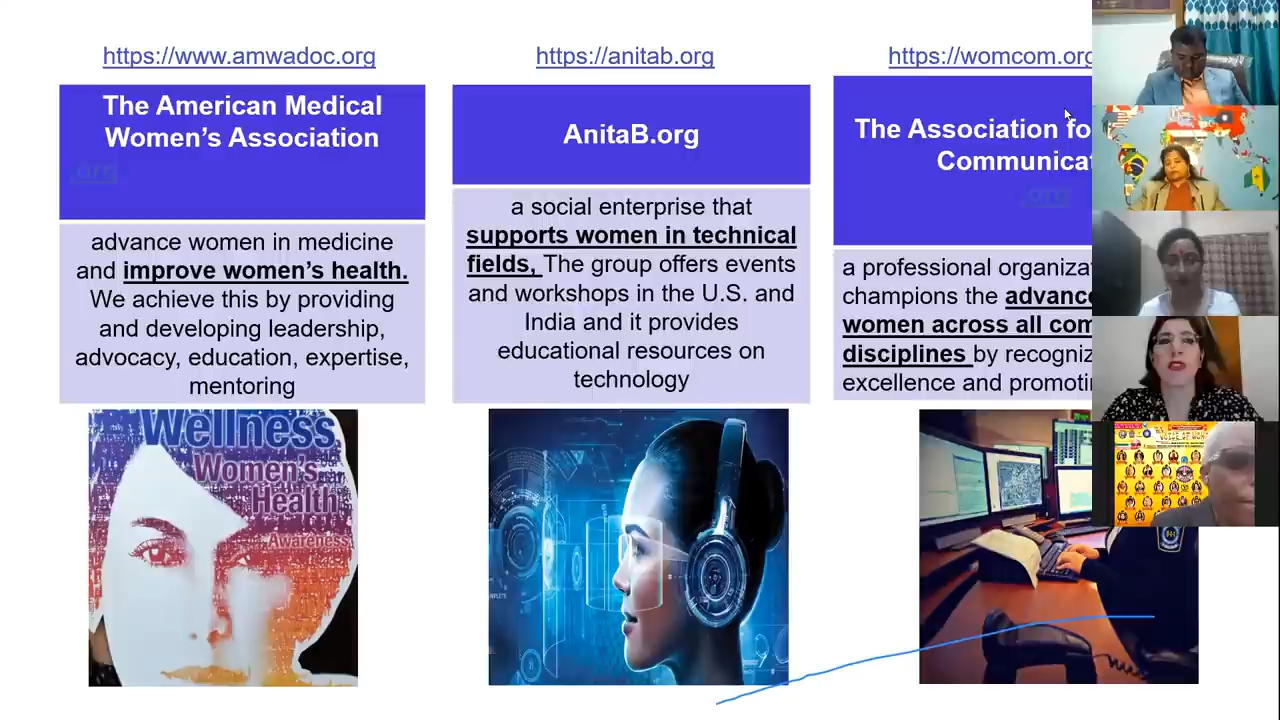 https://www.amwadoc.org
The American Medical
Women's Association
.org
advance women in medicine
and improve women's health.
We achieve this by providing
and developing leadership,
advocacy, education, expertise,
mentoring
Wellness
Women's
Health
Awareness
https://anitab.org
AnitaB.org
a social enterprise that
supports women in technical
fields, The group offers events
and workshops in the U.S. and
India and it provides
educational resources on
technology
https://womcom.org
The Association fo
Communicat
.org
a professional organizat
champions the advance
women across all com
disciplines by recogniz
excellence and promotin